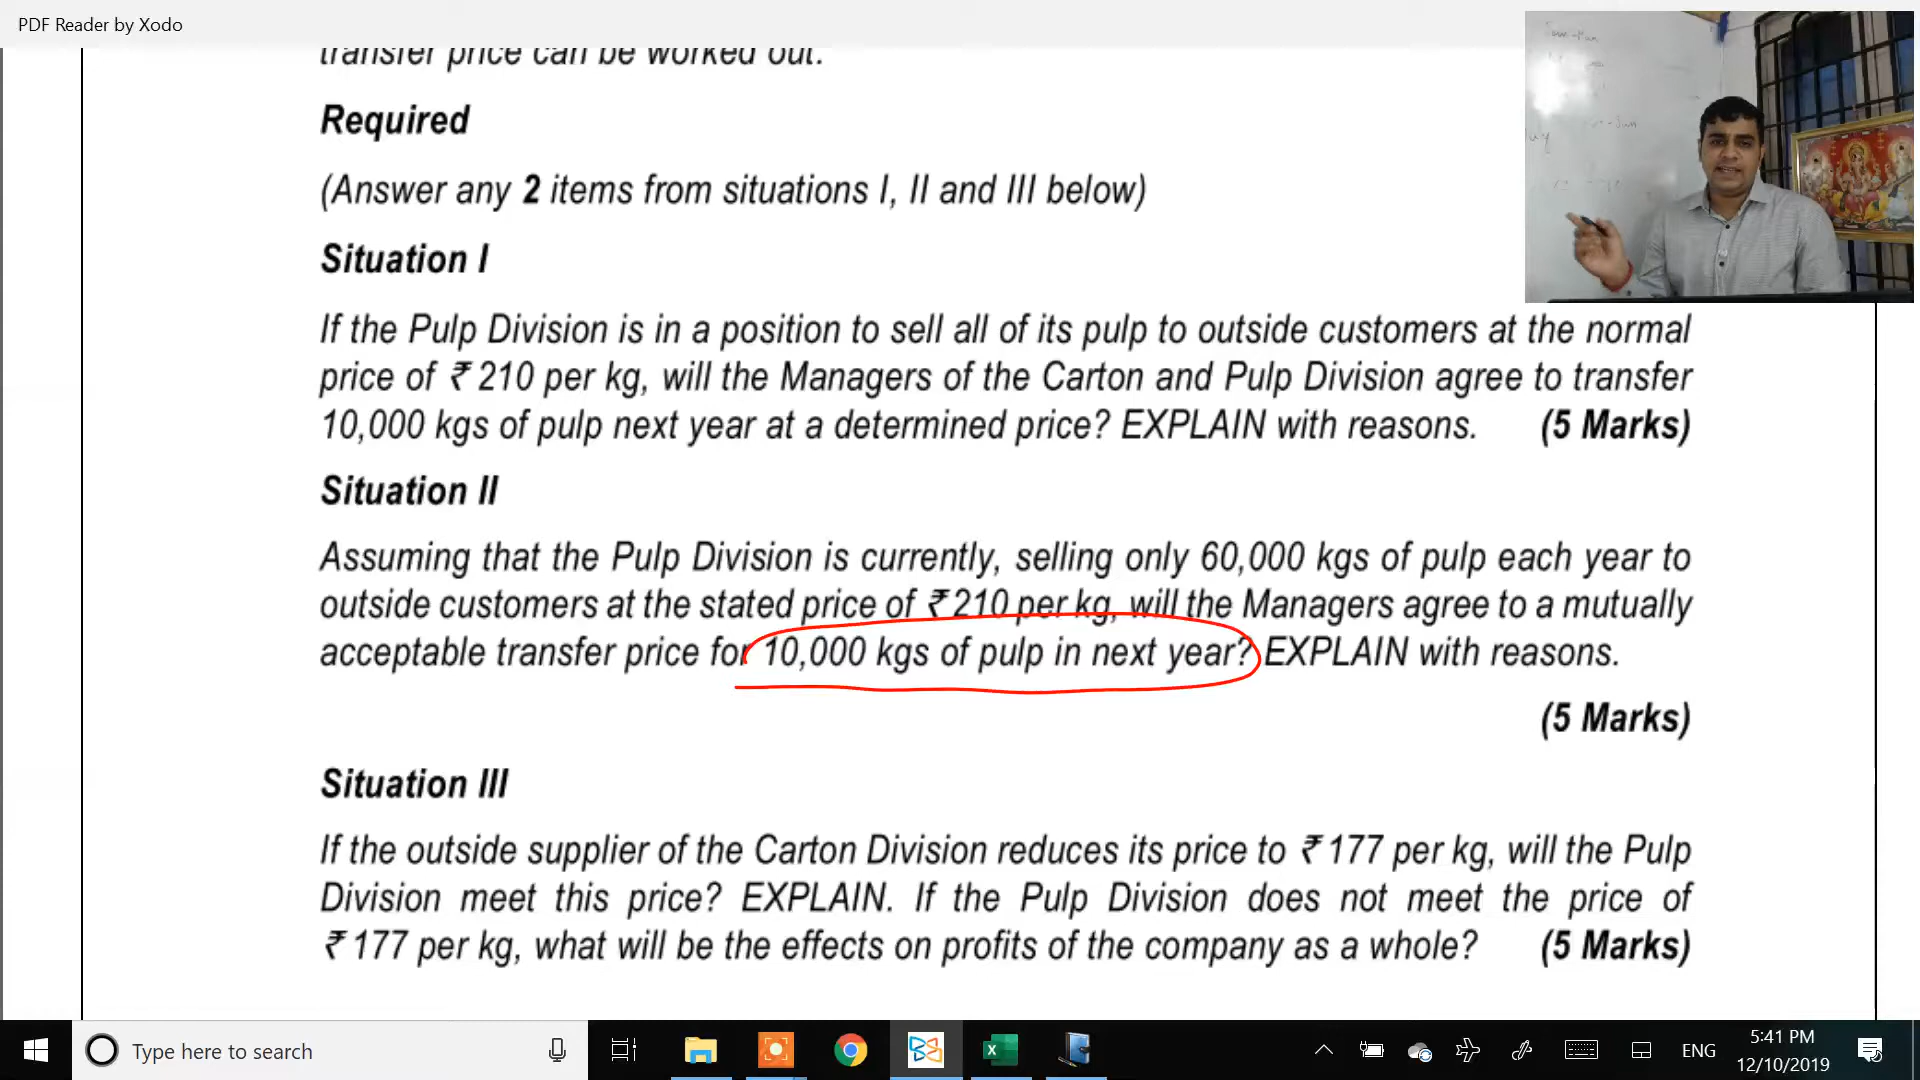 PDF Reader by Xodo
transfer price can be worked out.
Required
(Answer any 2 items from situations I, II and III below)
Situation I
If the Pulp Division is in a position to sell all of its pulp to outside customers at the normal
price of ₹ 210 per kg, will the Managers of the Carton and Pulp Division agree to transfer
10,000 kgs of pulp next year at a determined price? EXPLAIN with reasons. (5 Marks)
Situation II
Assuming that the Pulp Division is currently, selling only 60,000 kgs of pulp each year to
outside customers at the stated price of ₹ 210 per kg, will the Managers agree to a mutually
acceptable transfer price for 10,000 kgs of pulp in next year? EXPLAIN with reasons.
(5 Marks)
Situation III
If the outside supplier of the Carton Division reduces its price to ₹ 177 per kg, will the Pulp
Division meet this price? EXPLAIN. If the Pulp Division does not meet the price of
₹ 177 per kg, what will be the effects on profits of the company as a whole? (5 Marks)
Type here to search
ENG
5:41 PM
12/10/2019